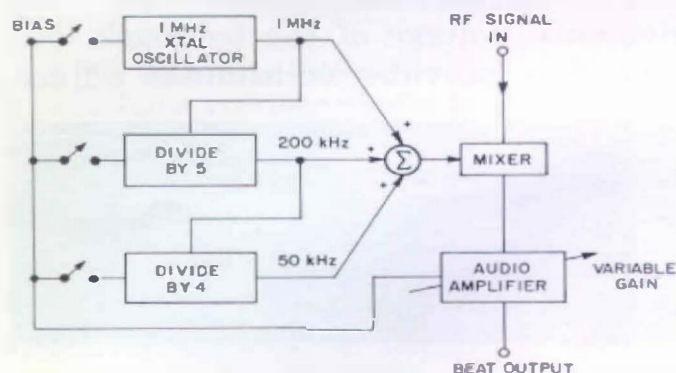 BIAS
1 MHz
XTAL
OSCILLATOR
1 MHz
RF SIGNAL
IN
DIVIDE
BY 5
200 kHz
+
+
+
Σ
MIXER
DIVIDE
BY 4
50 kHz
AUDIO
AMPLIFIER
VARIABLE
GAIN
BEAT OUTPUT